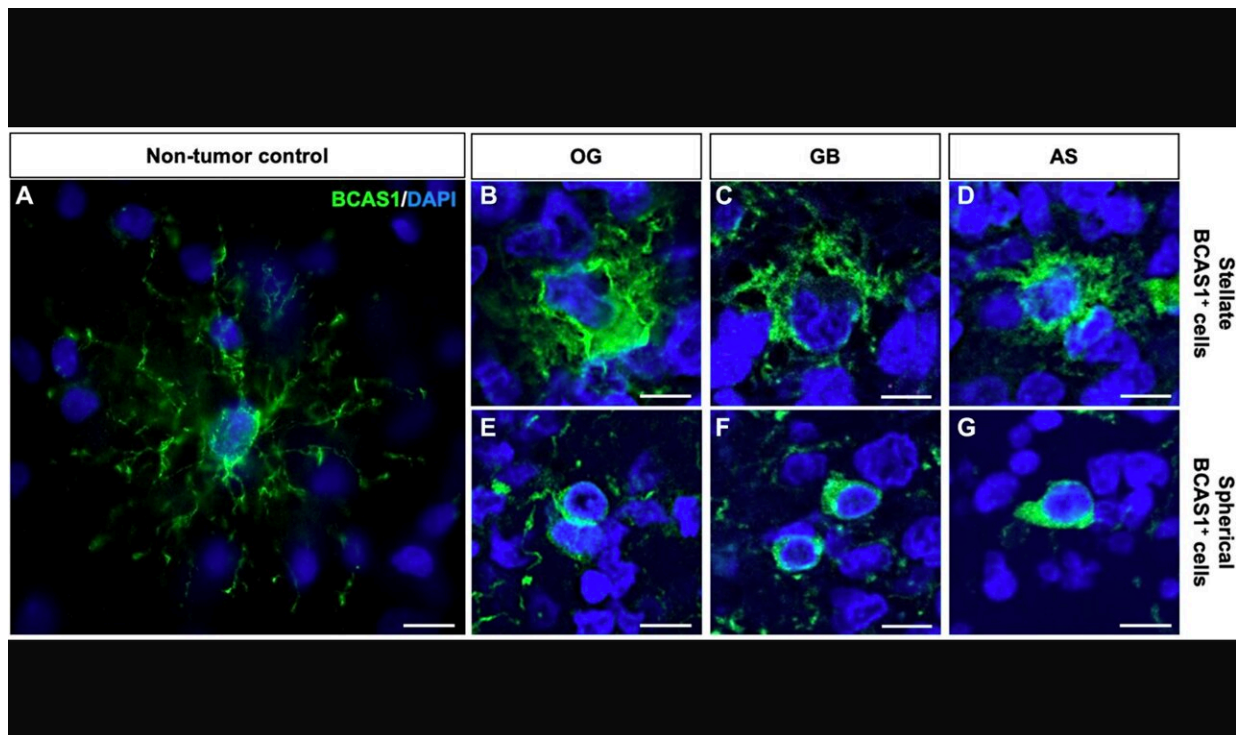 Non-tumor control
OG
GB
AS
A
BCAS1/DAPI
B
C
D
Stellate
BCAS1⁺ cells
E
F
G
Spherical
BCAS1⁺ cells